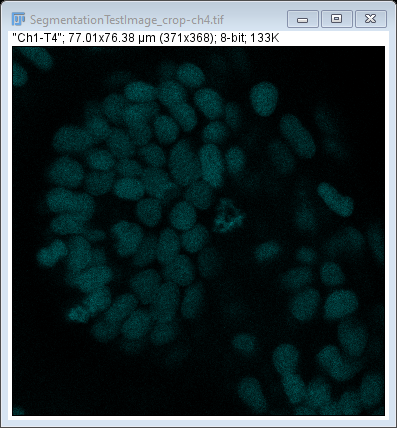 SegmentationTestImage_crop-ch4.tif
"Ch1-T4"; 77.01x76.38 µm (371x368); 8-bit; 133K